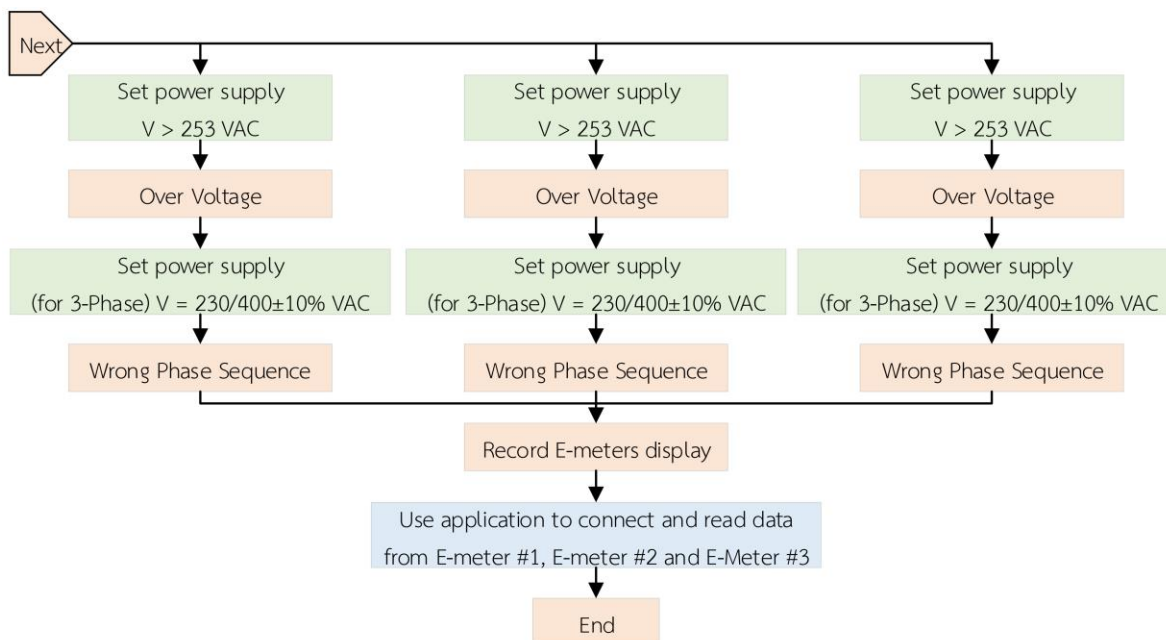 Next
Set power supply
V > 253 VAC
Set power supply
V > 253 VAC
Set power supply
V > 253 VAC
Over Voltage
Over Voltage
Over Voltage
Set power supply
(for 3-Phase) V = 230/400±10% VAC
Set power supply
(for 3-Phase) V = 230/400±10% VAC
Set power supply
(for 3-Phase) V = 230/400±10% VAC
Wrong Phase Sequence
Wrong Phase Sequence
Wrong Phase Sequence
Record E-meters display
Use application to connect and read data
from E-meter #1, E-meter #2 and E-Meter #3
End